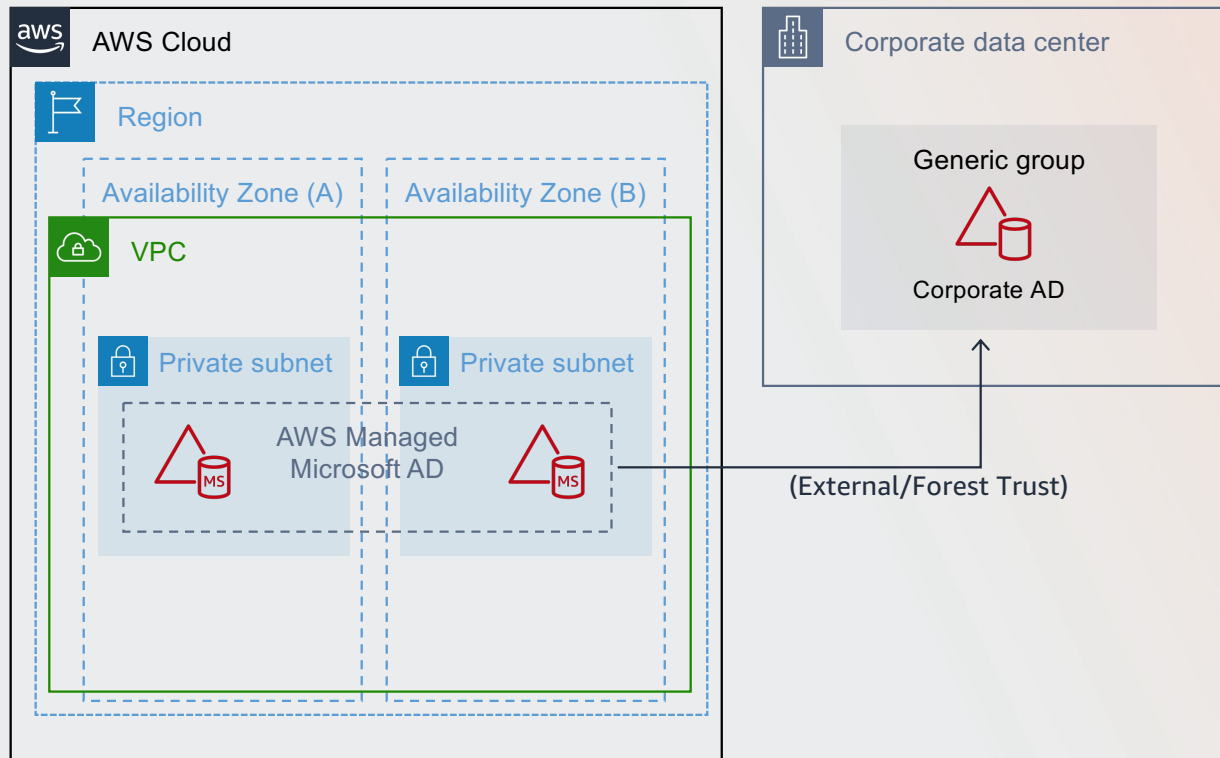 aws
AWS Cloud
Corporate data center
Region
Generic group
Availability Zone (A)
Availability Zone (B)
VPC
Corporate AD
Private subnet
Private subnet
AWS Managed
Microsoft AD
MS
MS
(External/Forest Trust)